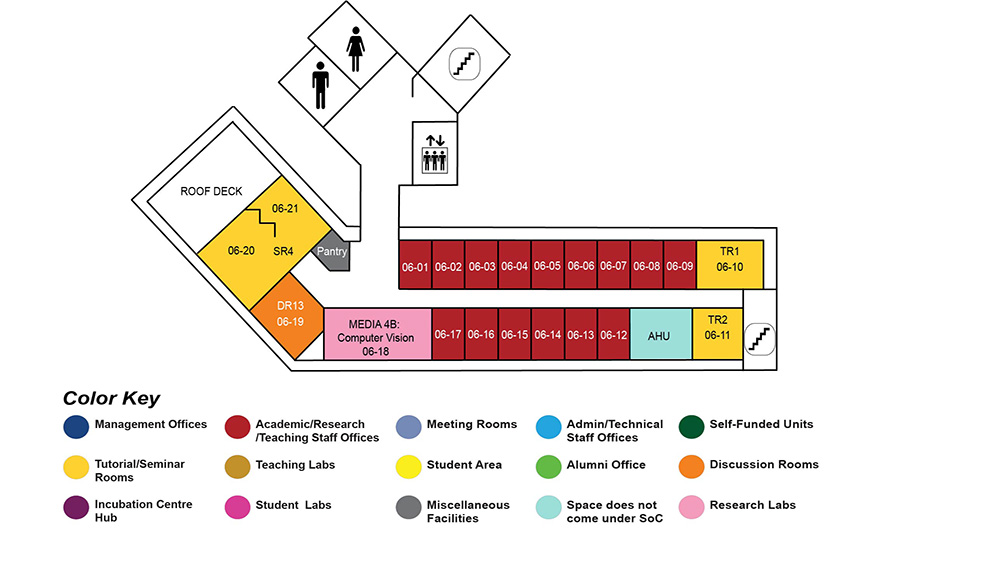 ROOF DECK
06-21
06-20
SR4
Pantry
DR13
06-19
06-01
06-02
06-03
06-04
06-05
06-06
06-07
06-08
06-09
TR1
06-10
MEDIA 4B:
Computer Vision
06-18
06-17
06-16
06-15
06-14
06-13
06-12
AHU
TR2
06-11
Color Key
Management Offices
Academic/Research
/Teaching Staff Offices
Meeting Rooms
Admin/Technical
Staff Offices
Self-Funded Units
Tutorial/Seminar
Rooms
Teaching Labs
Student Area
Alumni Office
Discussion Rooms
Incubation Centre
Hub
Student Labs
Miscellaneous
Facilities
Space does not
come under SoC
Research Labs